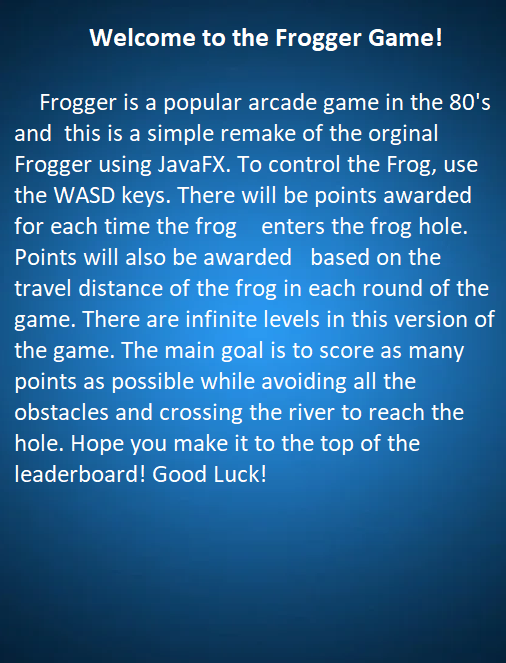 Welcome to the Frogger Game!
Frogger is a popular arcade game in the 80's
and  this is a simple remake of the orginal
Frogger using JavaFX. To control the Frog, use
the WASD keys. There will be points awarded
for each time the frog    enters the frog hole.
Points will also be awarded   based on the
travel distance of the frog in each round of the
game. There are infinite levels in this version of
the game. The main goal is to score as many
points as possible while avoiding all the
obstacles and crossing the river to reach the
hole. Hope you make it to the top of the
leaderboard! Good Luck!